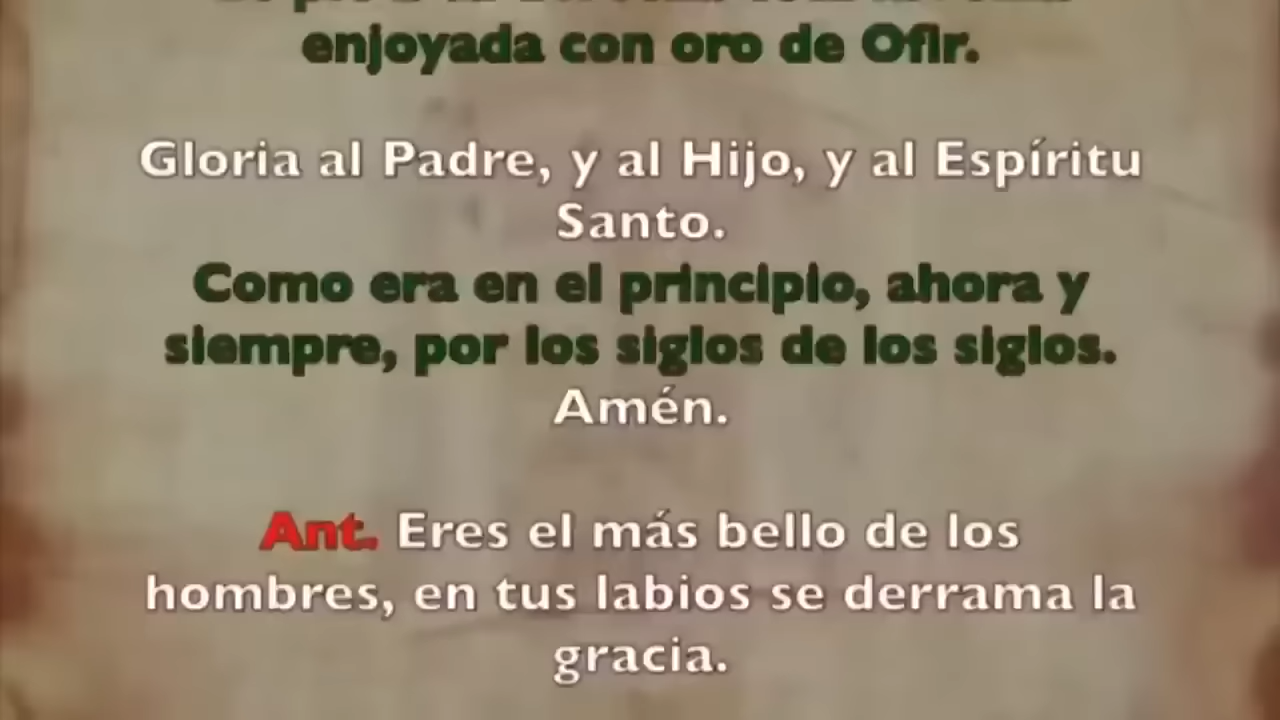 enjoyada con oro de Ofir.
Gloria al Padre, y al Hijo, y al Espíritu
Santo.
Como era en el principio, ahora y
siempre, por los siglos de los siglos.
Amén.
Ant. Eres el más bello de los
hombres, en tus labios se derrama la
gracia.